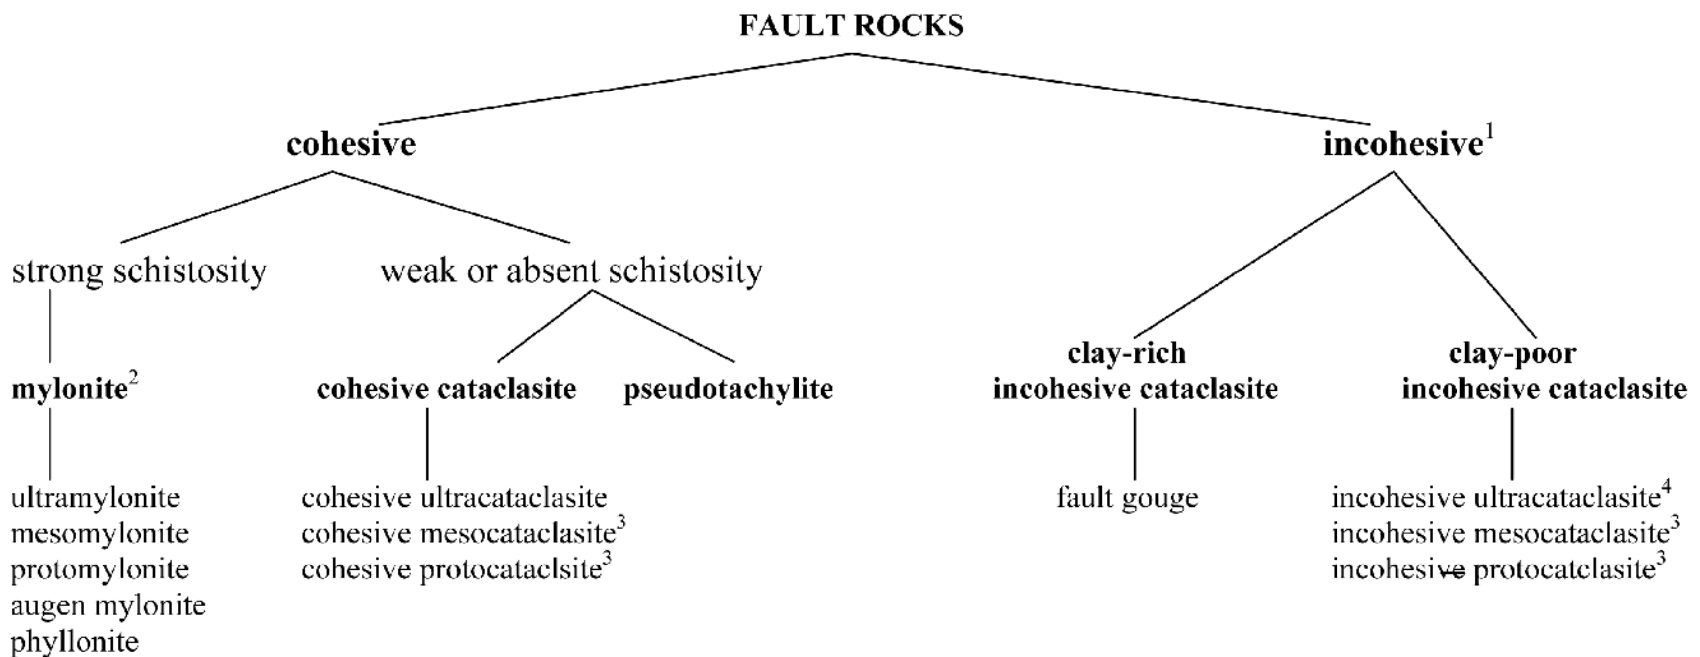 FAULT ROCKS
cohesive
incohesive¹
strong schistosity
weak or absent schistosity
mylonite²
cohesive cataclasite
pseudotachylite
clay-rich
incohesive cataclasite
clay-poor
incohesive cataclasite
ultramylonite
mesomylonite
protomylonite
augen mylonite
phyllonite
cohesive ultracataclasite
cohesive mesocataclasite³
cohesive protocataclsite³
fault gouge
incohesive ultracataclasite⁴
incohesive mesocataclasite³
incohesive protocatclasite³